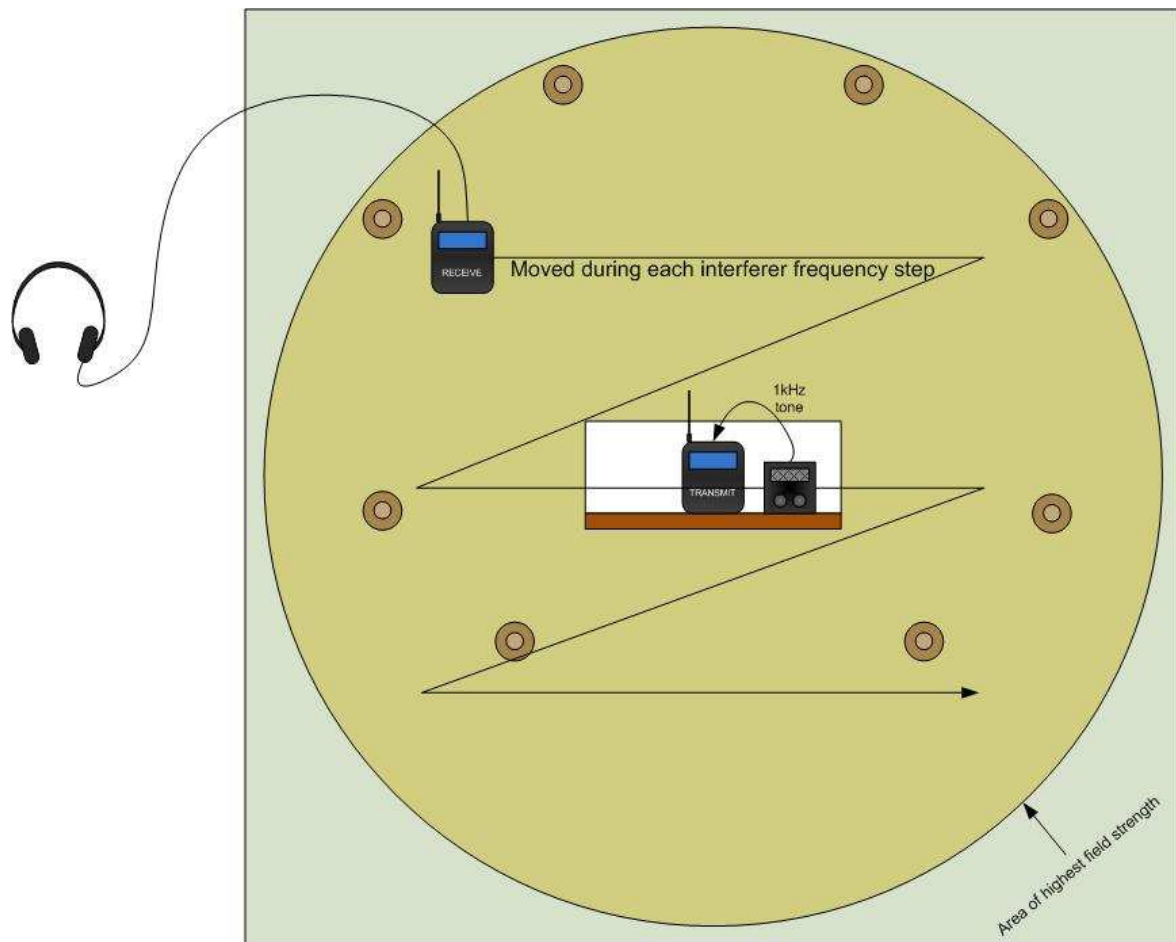 RECEIVE
Moved during each interferer frequency step
1kHz
tone
TRANSMIT
Area of highest field strength